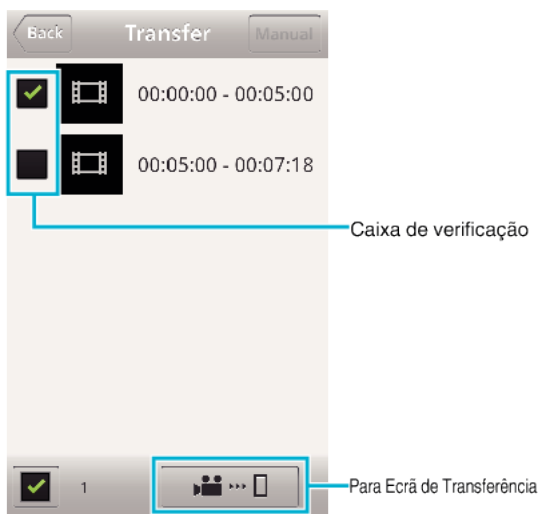 Back Transfer Manual
00:00:00 - 00:05:00
00:05:00 - 00:07:18
Caixa de verificação
1
Para Ecrã de Transferência